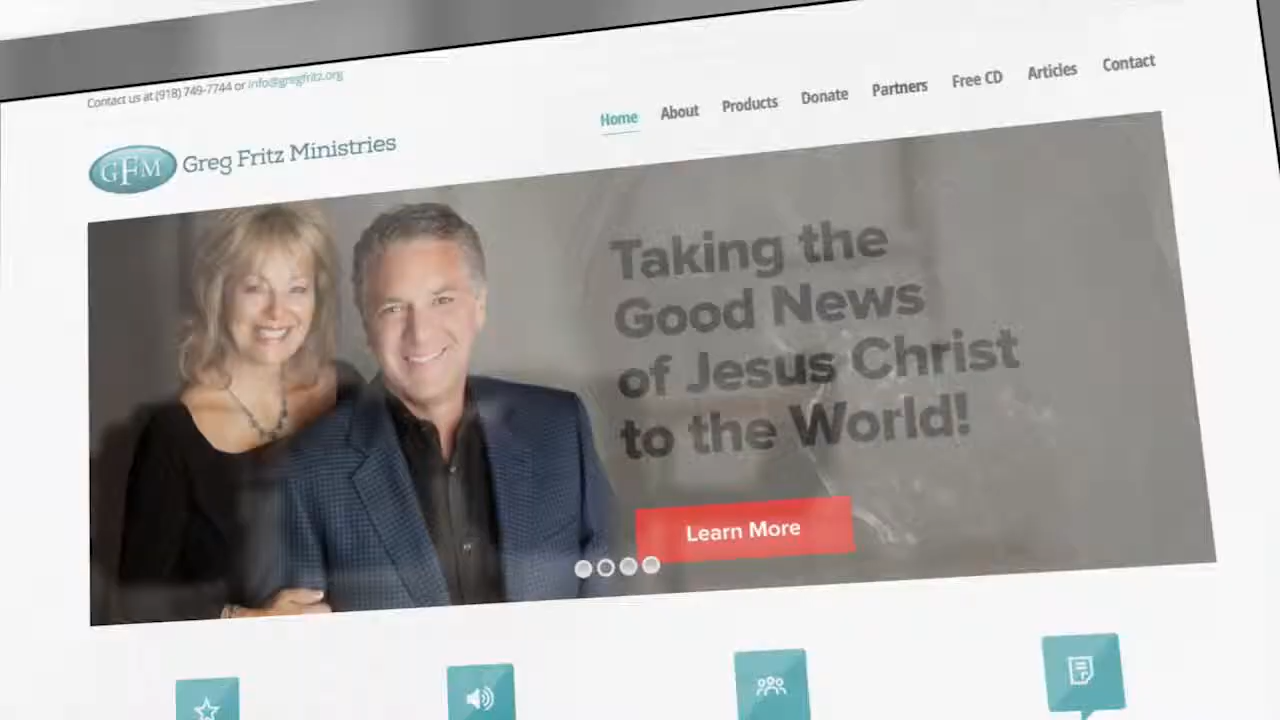 Contact us at (918) 749-7744 or info@gregfritz.org
Home About Products Donate Partners Free CD Articles Contact
GFM Greg Fritz Ministries
Taking the
Good News
of Jesus Christ
to the World!
Learn More